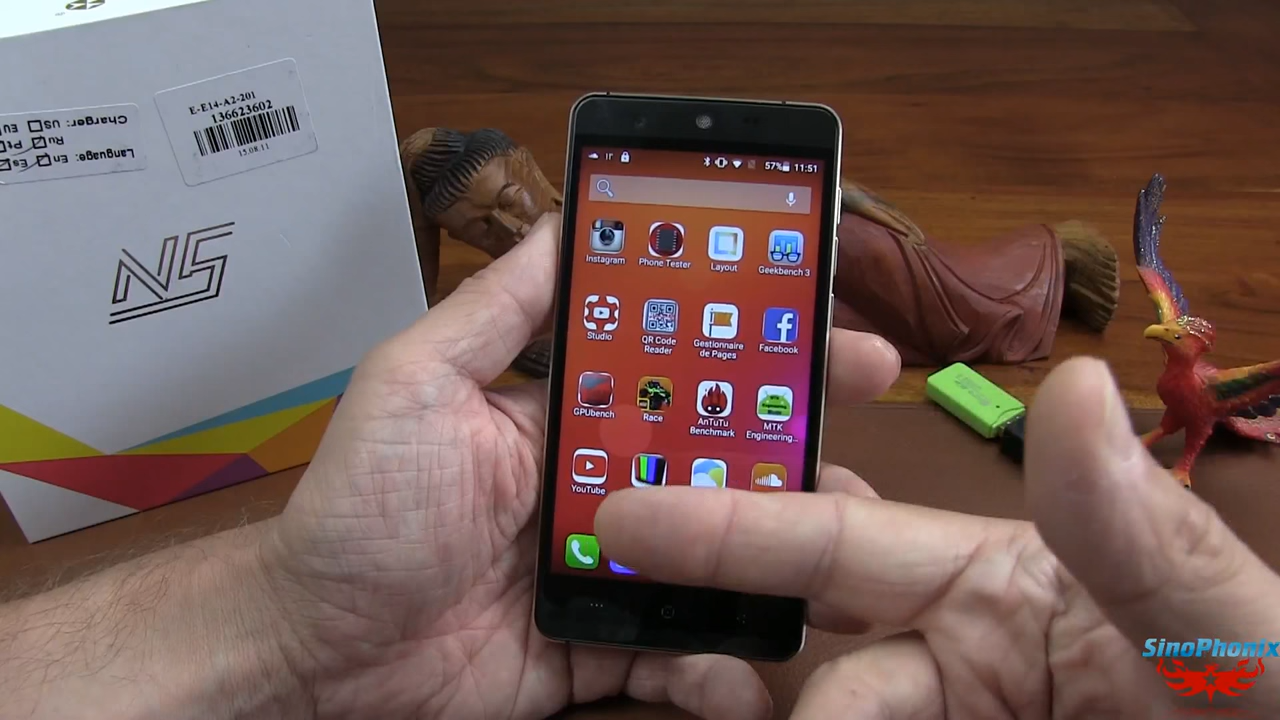 E-E14-A2-201
136623602
15.08.11
Charger: US
EU
Language: En
Es
Ru
Pt
N5
57%
11:51
Instagram
Phone Tester
Layout
Geekbench 3
Studio
QR Code
Reader
Gestionnaire
de Pages
Facebook
GPUbench
Race
AnTuTu
Benchmark
MTK
Engineering...
YouTube
SinoPhonix